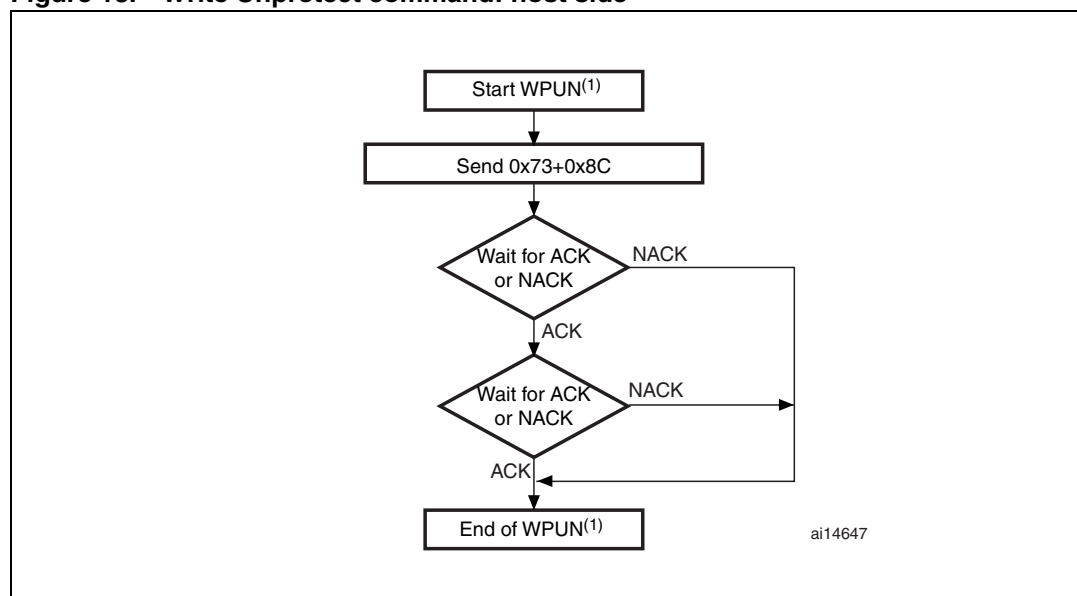 Figure Write Unprotect command: host side
Start WPUN(1)
Send 0x73+0x8C
Wait for ACK
or NACK
NACK
ACK
Wait for ACK
or NACK
NACK
ACK
End of WPUN(1)
ai14647